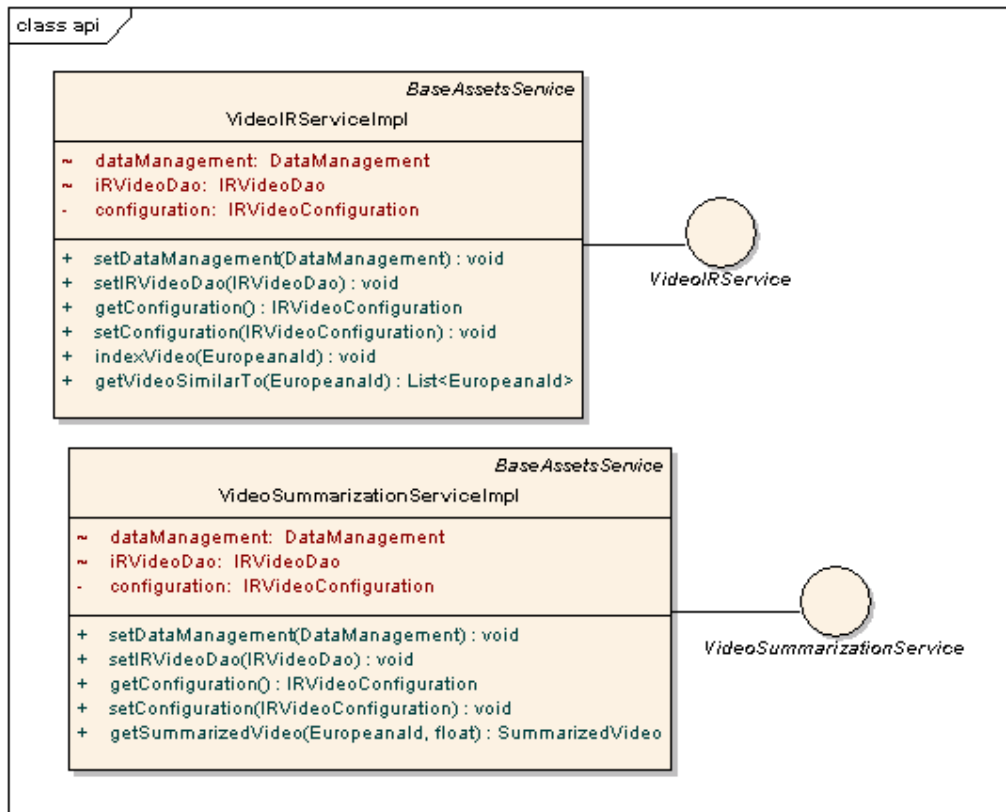 class api
BaseAssetsService
VideoIRServiceImpl
~ dataManagement: DataManagement
~ iRVideoDao: IRVideoDao
- configuration: IRVideoConfiguration
+ setDataManagement(DataManagement) : void
+ setIRVideoDao(IRVideoDao) : void
+ getConfiguration() : IRVideoConfiguration
+ setConfiguration(IRVideoConfiguration) : void
+ indexVideo(EuropeanaId) : void
+ getVideoSimilarTo(EuropeanaId) : List<EuropeanaId>
VideoIRService
BaseAssetsService
VideoSummarizationServiceImpl
~ dataManagement: DataManagement
~ iRVideoDao: IRVideoDao
- configuration: IRVideoConfiguration
+ setDataManagement(DataManagement) : void
+ setIRVideoDao(IRVideoDao) : void
+ getConfiguration() : IRVideoConfiguration
+ setConfiguration(IRVideoConfiguration) : void
+ getSummarizedVideo(EuropeanaId, float) : SummarizedVideo
VideoSummarizationService